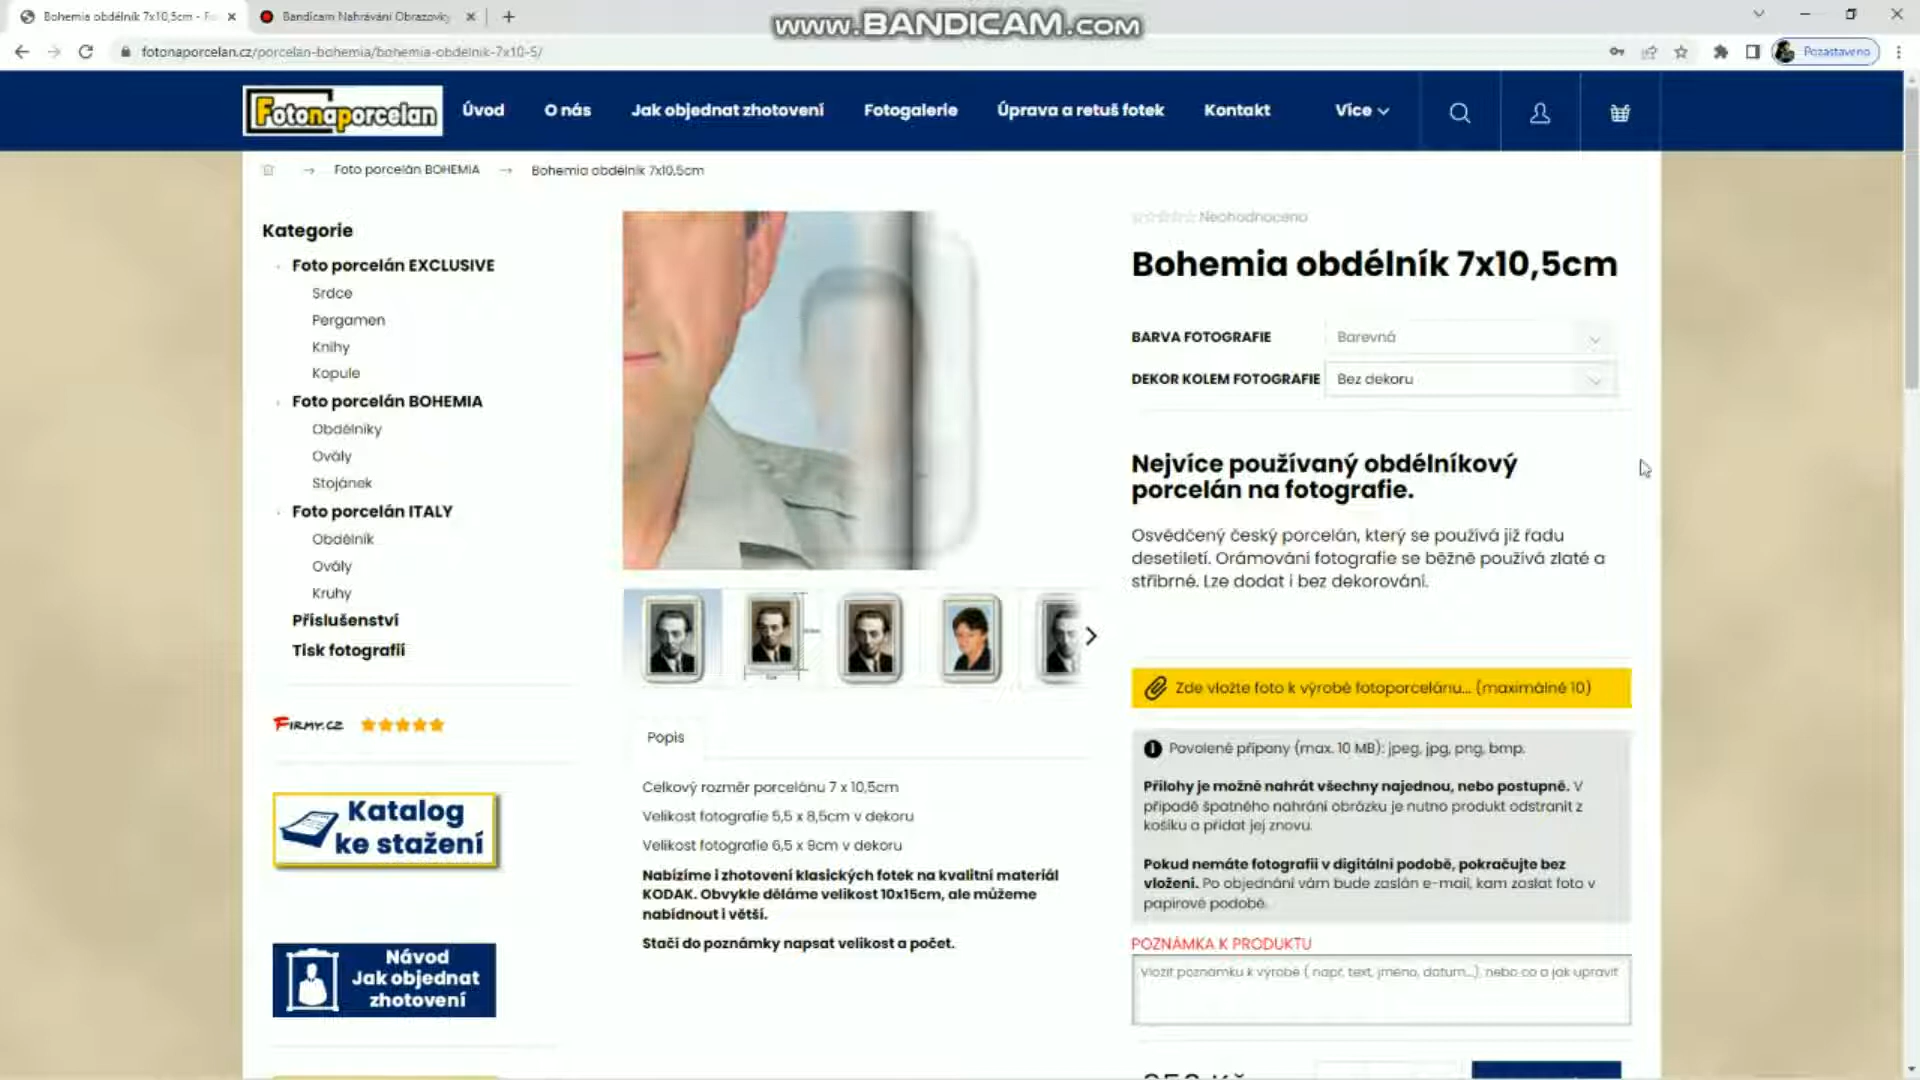 Bohemia obdélník 7x10,5cm - Fo
Bandicam Nahrávání Obrazovky
www.BANDICAM.com
fotonaporcelan.cz/porcelan-bohemia/bohemia-obdelnik-7x10-5/
Pozastaveno
Fotonaporcelan
Úvod
O nás
Jak objednat zhotovení
Fotogalerie
Úprava a retuš fotek
Kontakt
Více
Foto porcelán BOHEMIA
Bohemia obdélník 7x10,5cm
Kategorie
Foto porcelán EXCLUSIVE
Srdce
Pergamen
Knihy
Kopule
Foto porcelán BOHEMIA
Obdélníky
Ovály
Stojánek
Foto porcelán ITALY
Obdélník
Ovály
Kruhy
Příslušenství
Tisk fotografií
FIRMY.CZ
Katalog
ke stažení
Návod
Jak objednat
zhotovení
Popis
Celkový rozměr porcelánu 7 x 10,5cm
Velikost fotografie 5,5 x 8,5cm v dekoru
Velikost fotografie 6,5 x 9cm v dekoru
Nabízíme i zhotovení klasických fotek na kvalitní materiál
KODAK. Obvykle děláme velikost 10x15cm, ale můžeme
nabídnout i větší.
Stačí do poznámky napsat velikost a počet.
Neohodnoceno
Bohemia obdélník 7x10,5cm
BARVA FOTOGRAFIE
Barevná
DEKOR KOLEM FOTOGRAFIE
Bez dekoru
Nejvíce používaný obdélníkový
porcelán na fotografie.
Osvědčený český porcelán, který se používá již řadu
desetiletí. Orámování fotografie se běžně používá zlaté a
stříbrné. Lze dodat i bez dekorování.
Zde vložte foto k výrobě fotoporcelánu... (maximálně 10)
Povolené přípony (max. 10 MB): jpeg, jpg, png, bmp.
Přílohy je možné nahrát všechny najednou, nebo postupně. V
případě špatného nahrání obrázku je nutno produkt odstranit z
košíku a přidat jej znovu.
Pokud nemáte fotografii v digitální podobě, pokračujte bez
vložení. Po objednání vám bude zaslán e-mail, kam zaslat foto v
papírové podobě.
POZNÁMKA K PRODUKTU
Vložit poznámku k výrobě ( např. text, jméno, datum...), nebo co a jak upravit